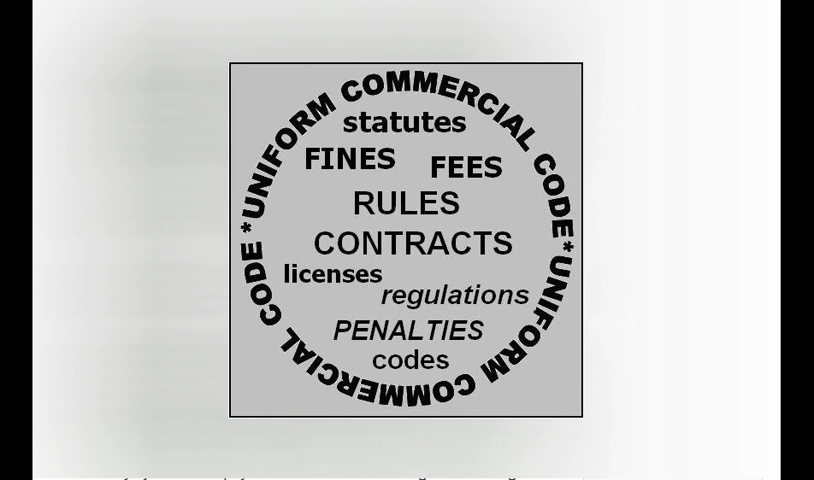 *UNIFORM COMMERCIAL CODE*UNIFORM COMMERCIAL CODE
statutes
FINES FEES
RULES
CONTRACTS
licenses
regulations
PENALTIES
codes